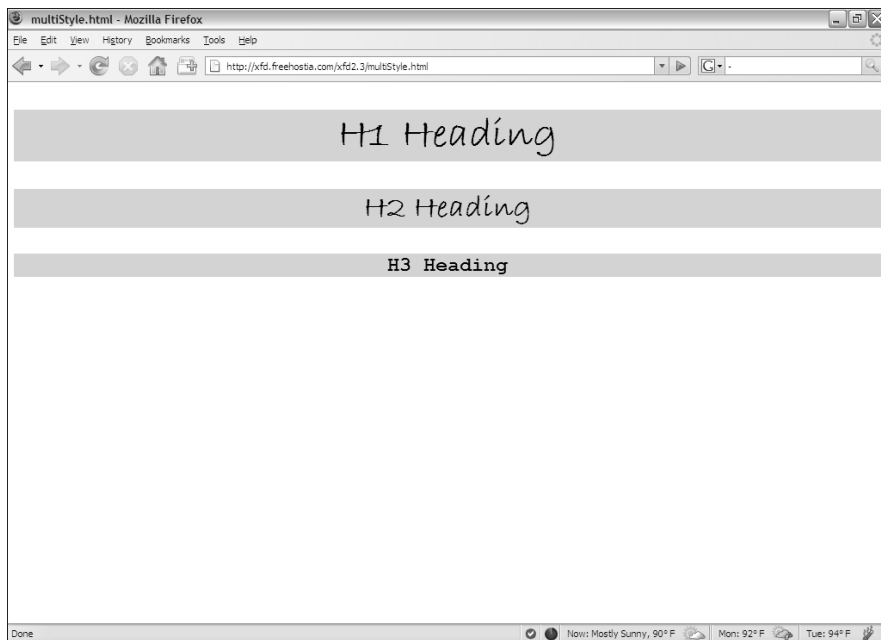 multiStyle.html - Mozilla Firefox
File Edit View History Bookmarks Tools Help
http://xfd.freehostia.com/xfd2.3/multiStyle.html G -
H1 Heading
H2 Heading
H3 Heading
Done Now: Mostly Sunny, 90° F Mon: 92° F Tue: 94° F